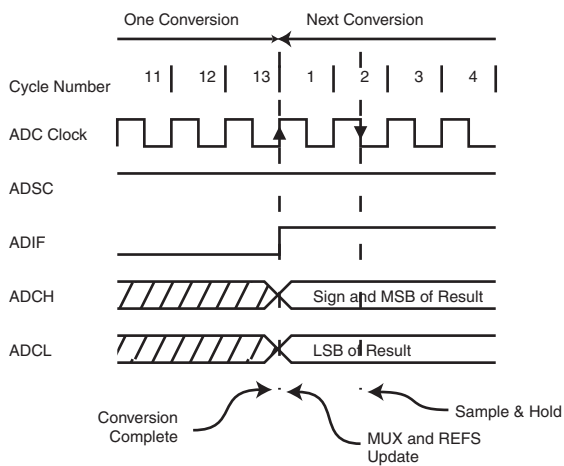 One Conversion Next Conversion
Cycle Number 11 12 13 1 2 3 4
ADC Clock
ADSC
ADIF
ADCH Sign and MSB of Result
ADCL LSB of Result
Conversion
Complete
MUX and REFS
Update
Sample & Hold